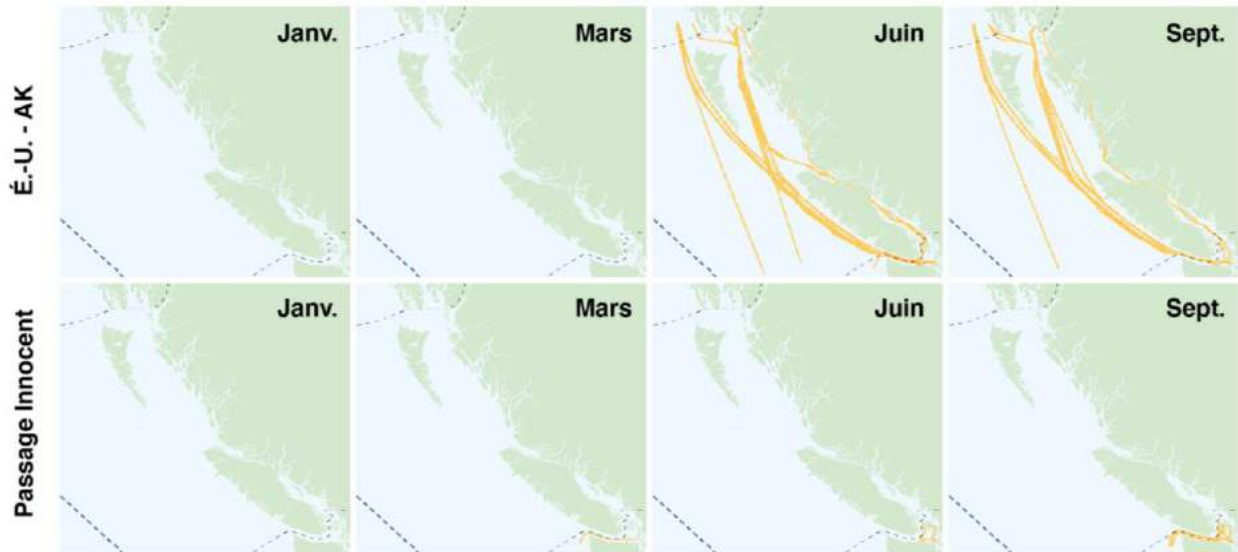 É.-U. - AK
Janv.
Mars
Juin
Sept.
Passage Innocent
Janv.
Mars
Juin
Sept.